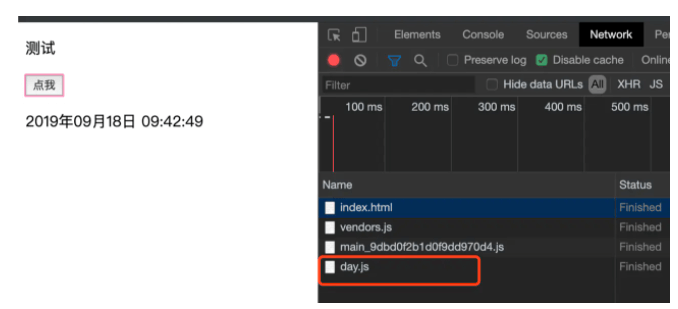 测试
点我
2019年09月18日 09:42:49
Elements Console Sources Network Pe
Preserve log Disable cache Online
Filter Hide data URLs All XHR JS
100 ms 200 ms 300 ms 400 ms 500 ms
Name Status
index.html Finished
vendors.js Finished
main_9dbd0f2b1d0f9dd970d4.js Finished
day.js Finished